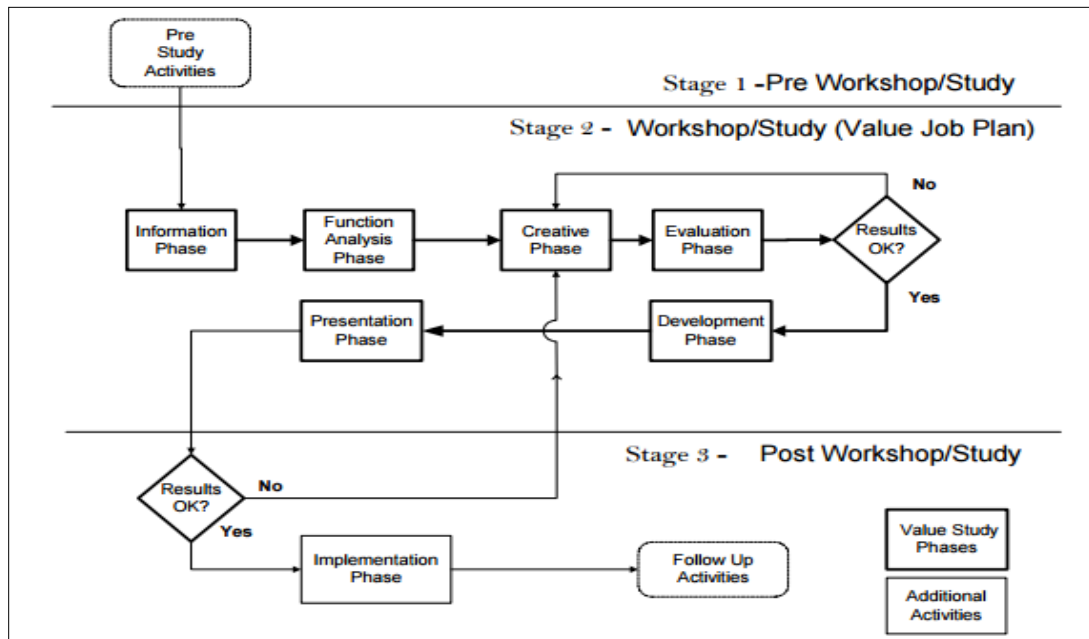 Pre
Study
Activities
Stage 1 -Pre Workshop/Study
Stage 2 - Workshop/Study (Value Job Plan)
No
Information
Phase
Function
Analysis
Phase
Creative
Phase
Evaluation
Phase
Results
OK?
Yes
Presentation
Phase
Development
Phase
Stage 3 - Post Workshop/Study
Results
OK?
No
Yes
Implementation
Phase
Follow Up
Activities
Value Study
Phases
Additional
Activities